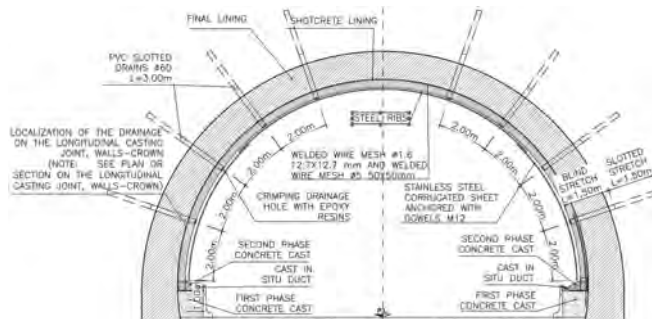 FINAL LINING
SHOTCRETE LINING
PVC SLOTTED
DRAINS #60
L=3.00m
LOCALIZATION OF THE DRAINAGE
ON THE LONGITUDINAL CASTING
JOINT, WALLS-CROWN
(NOTE: SEE PLAN OR
SECTION ON THE LONGITUDINAL
CASTING JOINT, WALLS-CROWN)
STEEL RIBS
2.00m
2.00m
2.00m
2.00m
2.00m
2.00m
2.00m
2.00m
WELDED WIRE MESH #1.6
12.7X12.7 mm AND WELDED
WIRE MESH #5 50X50mm
CRIMPING DRAINAGE
HOLE WITH EPOXY
RESINS
STAINLESS STEEL
CORRUGATED SHEET
ANCHORED WITH
DOWELS M12
BLIND
STRETCH
L=1.50m
SLOTTED
STRETCH
L=1.50m
SECOND PHASE
CONCRETE CAST
CAST IN
SITU DUCT
FIRST PHASE
CONCRETE CAST
SECOND PHASE
CONCRETE CAST
CAST IN
SITU DUCT
FIRST PHASE
CONCRETE CAST